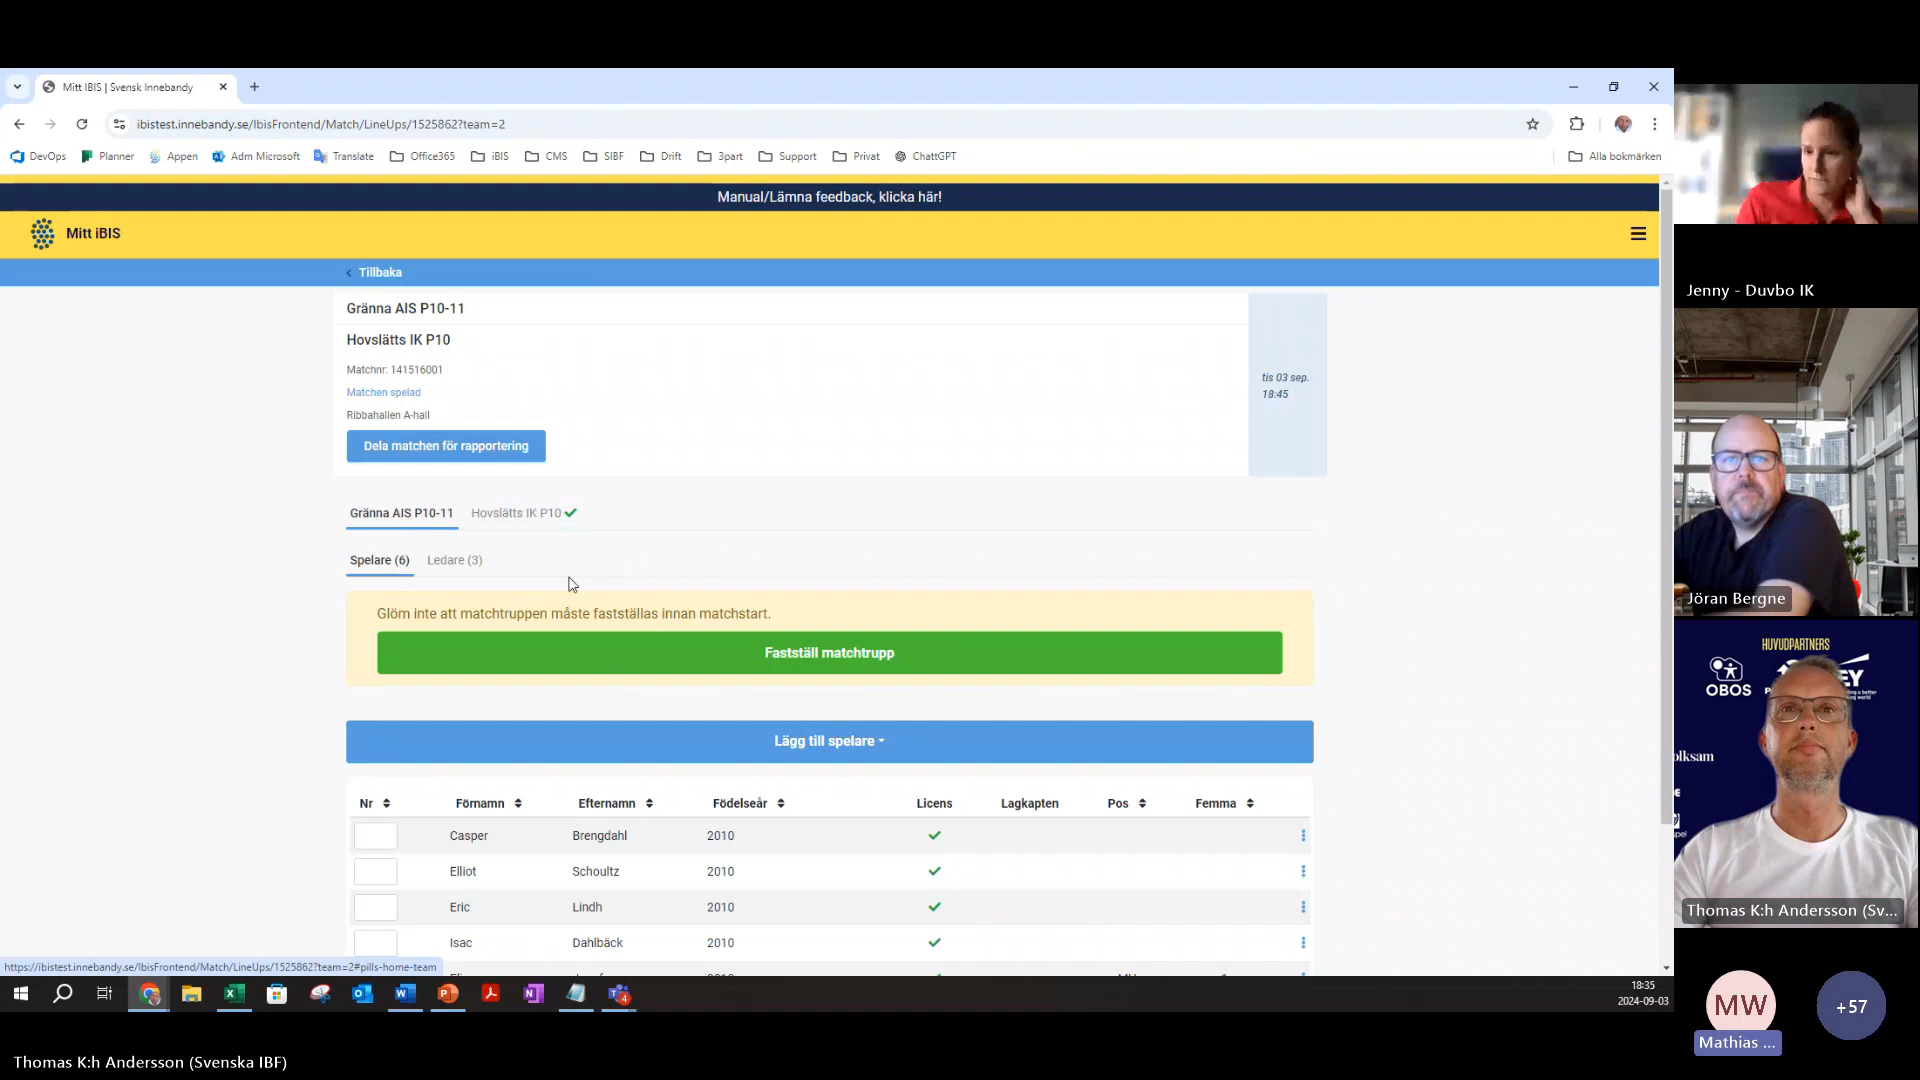 Mitt IBIS | Svensk Innebandy
ibistest.innebandy.se/IbisFrontend/Match/LineUps/1525862?team=2
DevOps Planner Appen Adm Microsoft Translate Office365 iBIS CMS SIBF Drift 3part Support Privat ChatGPT Alla bokmärken
Manual/Lämna feedback, klicka här!
Mitt iBIS
Tillbaka
Gränna AIS P10-11
Hovslätts IK P10
Matchnr: 141516001
Matchen spelad
Ribbahallen A-hall
tis 03 sep.
18:45
Dela matchen för rapportering
Gränna AIS P10-11 Hovslätts IK P10
Spelare (6) Ledare (3)
Glöm inte att matchtruppen måste fastställas innan matchstart.
Fastställ matchtrupp
Lägg till spelare
Nr Förnamn Efternamn Födelseår Licens Lagkapten Pos Femma
Casper Brengdahl 2010
Elliot Schoultz 2010
Eric Lindh 2010
Isac Dahlbäck 2010
https://ibistest.innebandy.se/IbisFrontend/Match/LineUps/1525862?team=2#pills-home-team
18:35
2024-09-03
Thomas K:h Andersson (Svenska IBF)
Jenny - Duvbo IK
Jöran Bergne
HUVUDPARTNERS
OBOS
EY
olksam
Thomas K:h Andersson (Sv...
MW
+57
Mathias ...